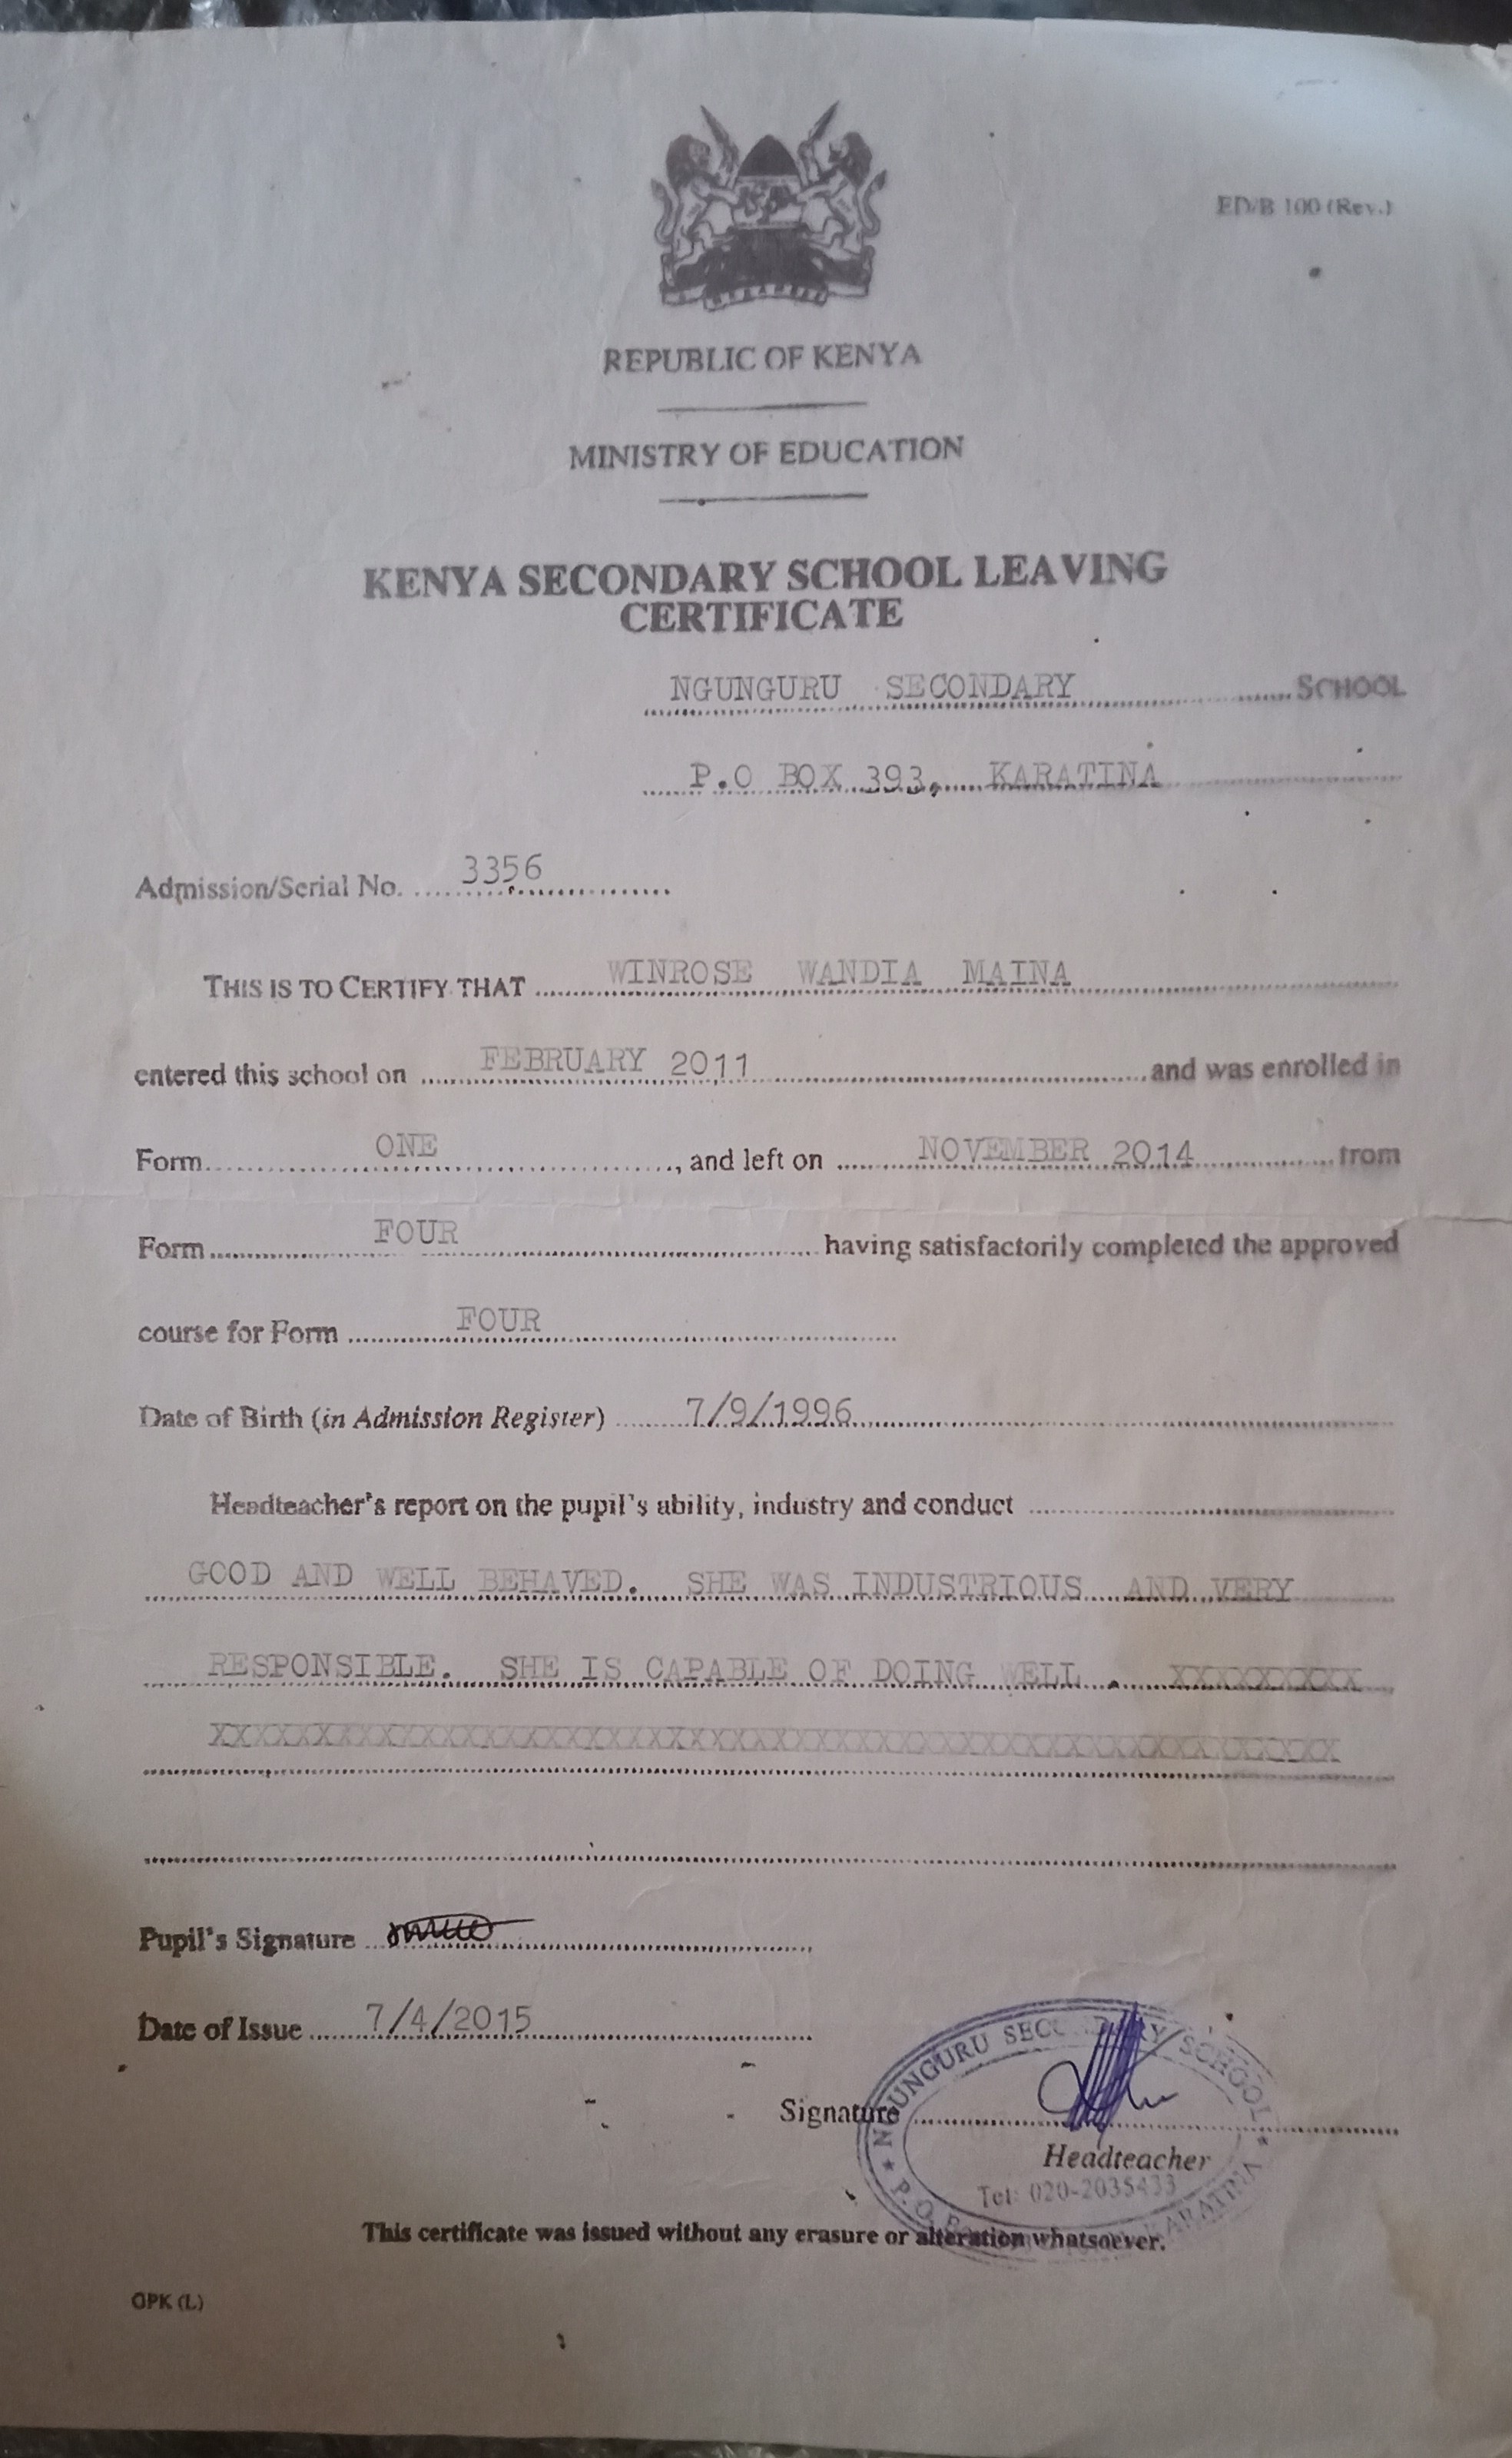 ED/B 100 (Rev.)
REPUBLIC OF KENYA
MINISTRY OF EDUCATION
KENYA SECONDARY SCHOOL LEAVING
CERTIFICATE
NGUNGURU SECONDARY SCHOOL
P.O BOX 393, KARATINA
Admission/Serial No. 3356
THIS IS TO CERTIFY THAT WINROSE WANDIA MAINA
entered this school on FEBRUARY 2011 and was enrolled in
Form ONE, and left on NOVEMBER 2014 from
Form FOUR having satisfactorily completed the approved
course for Form FOUR
Date of Birth (in Admission Register) 7/9/1996
Headteacher's report on the pupil's ability, industry and conduct
GOOD AND WELL BEHAVED. SHE WAS INDUSTRIOUS AND VERY
RESPONSIBLE. SHE IS CAPABLE OF DOING WELL. XXXXXXXXX
XXXXXXXXXXXXXXXXXXXXXXXXXXXXXXXXXXXXXXXXXXXXXXXXXXXXXX
Pupil's Signature
Date of Issue 7/4/2015
NGUNGURU SECONDARY SCHOOL
Signature
Headteacher
Tel: 020-2035433
P.O. KARATINA
This certificate was issued without any erasure or alteration whatsoever.
GPK (L)